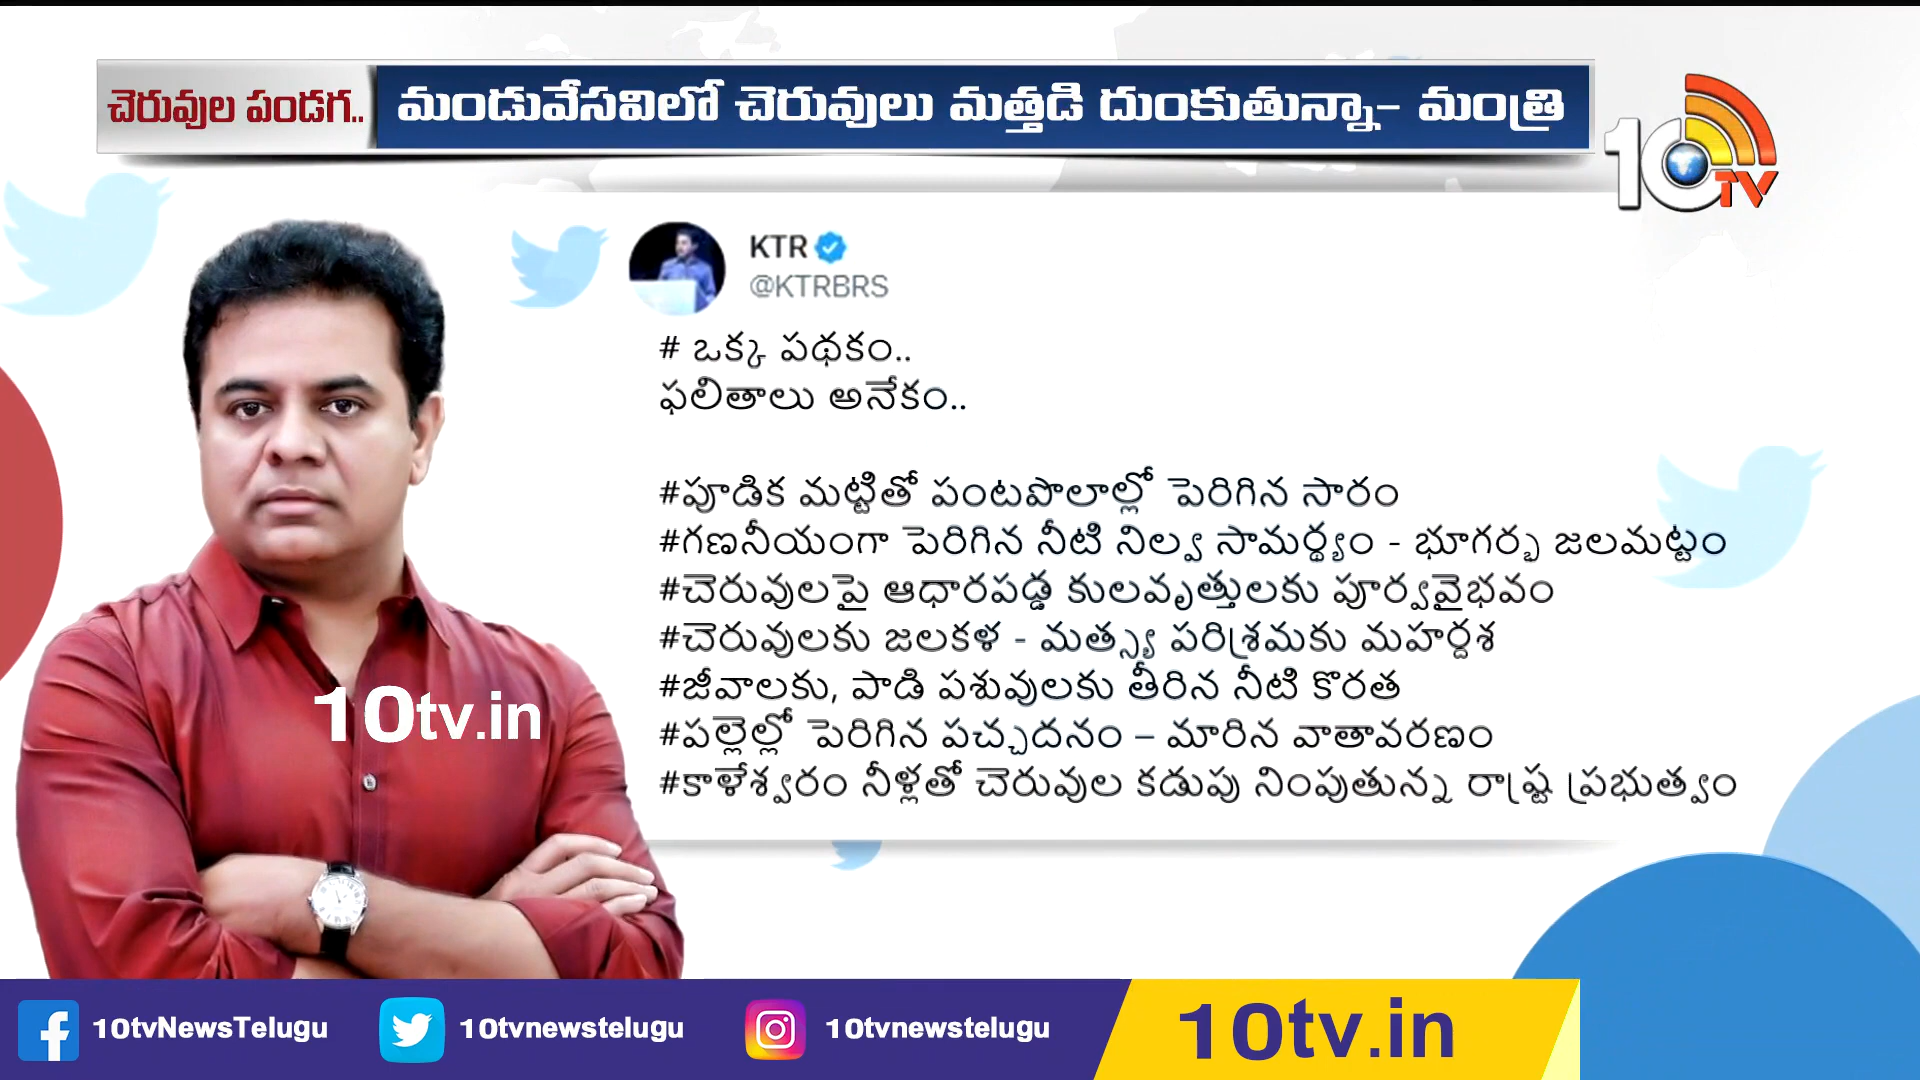 చెరువుల పండగ..
మండువేసవిలో చెరువులు మత్తడి దుంకుతున్నా- మంత్రి
10TV
KTR
@KTRBRS
# ఒక్క పథకం..
ఫలితాలు అనేకం..
#పూడిక మట్టితో పంటపొలాల్లో పెరిగిన సారం
#గణనీయంగా పెరిగిన నీటి నిల్వ సామర్థ్యం - భూగర్భ జలమట్టం
#చెరువులపై ఆధారపడ్డ కులవృత్తులకు పూర్వవైభవం
#చెరువులకు జలకళ - మత్స్య పరిశ్రమకు మహర్దశ
#జీవాలకు, పాడి పశువులకు తీరిన నీటి కొరత
#పల్లెల్లో పెరిగిన పచ్చదనం – మారిన వాతావరణం
#కాళేశ్వరం నీళ్లతో చెరువుల కడుపు నింపుతున్న రాష్ట్ర ప్రభుత్వం
10tv.in
10tvNewsTelugu
10tvnewstelugu
10tvnewstelugu
10tv.in